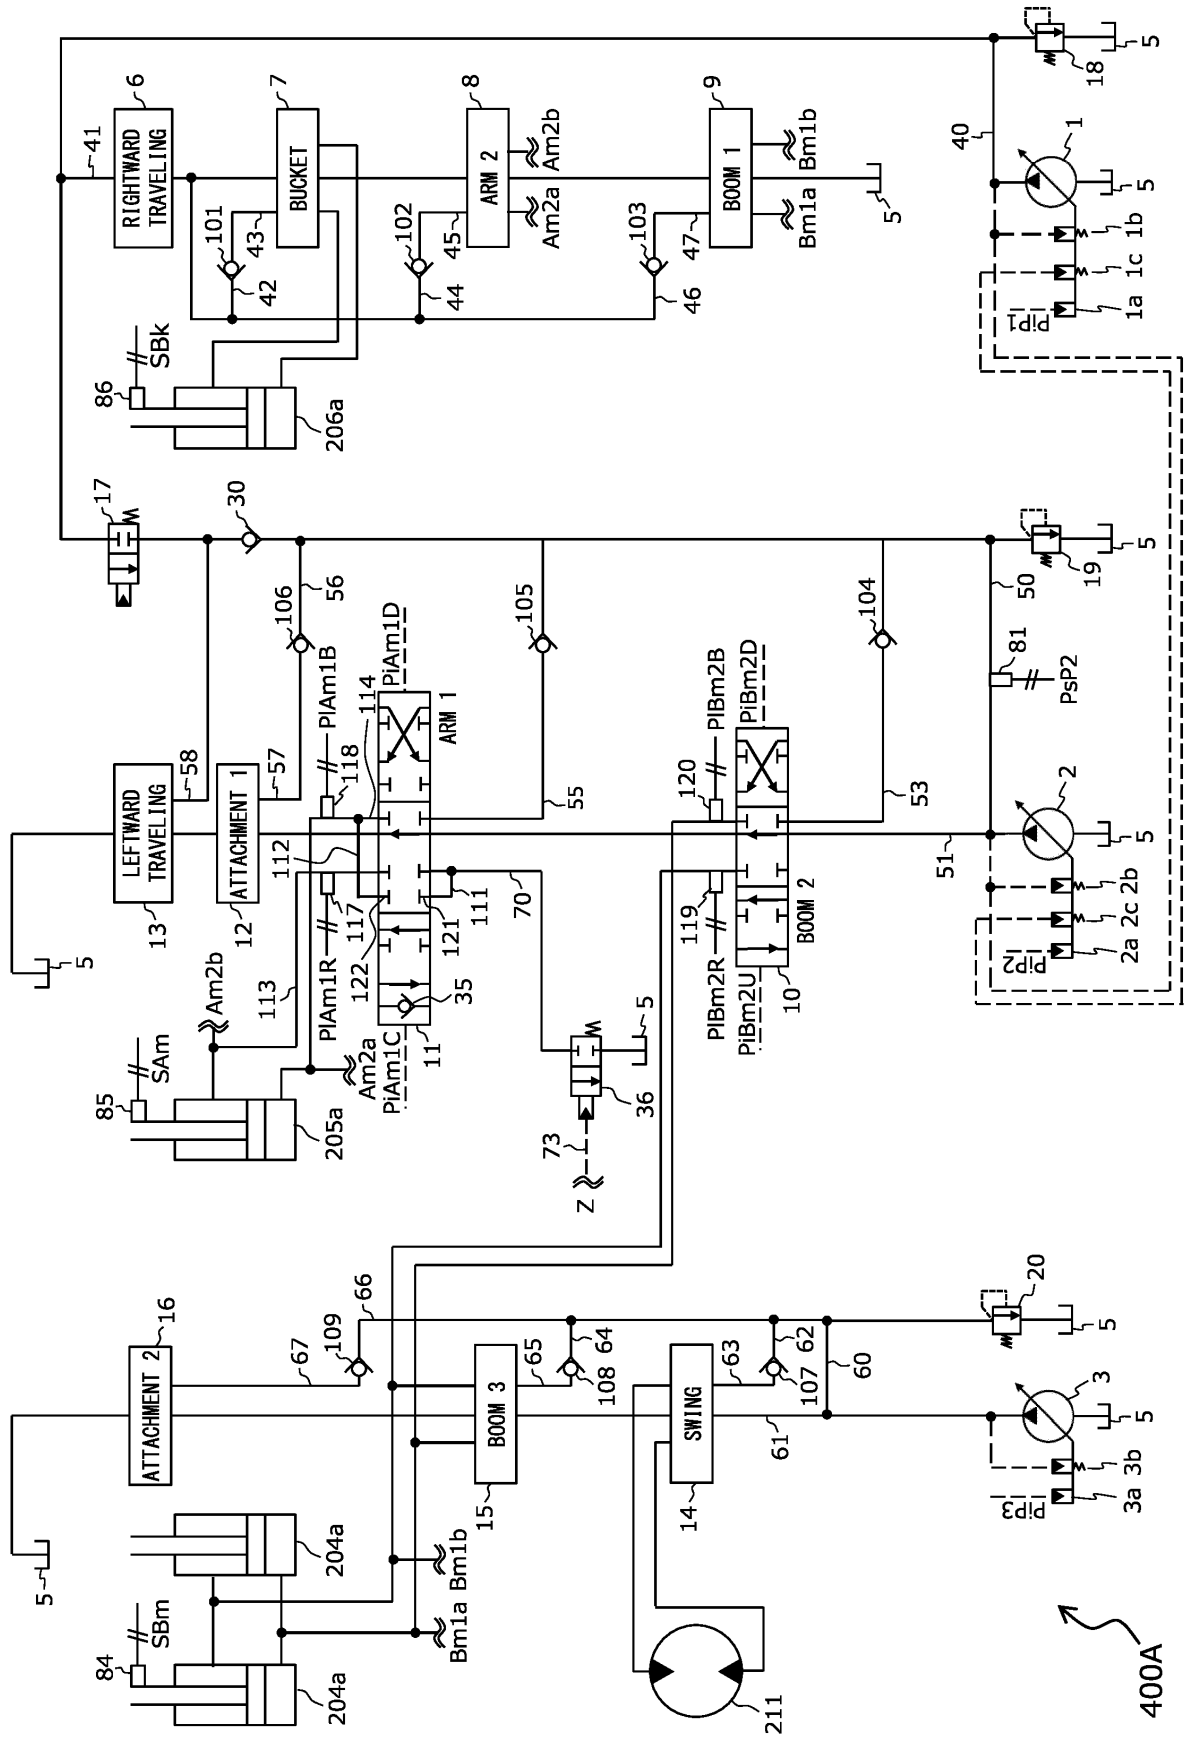 5
5
84
SBm
85
SAm
86
SBk
17
41
6
ATTACHMENT 2
16
LEFTWARD
TRAVELING
13
58
RIGHTWARD
TRAVELING
Am2b
12
ATTACHMENT 1
57
101
43
42
30
7
BUCKET
113
112
106
56
204a
204a
67
109
66
205a
PIAm1R
117
118
PIAm1B
114
206a
122
Am2a
PiAm1C
PiAm1D
11
121
111
35
ARM 1
102
45
44
8
ARM 2
Bm1a
Bm1b
15
BOOM 3
65
64
108
70
105
55
Am2a
Am2b
73
Z
36
5
103
47
46
14
SWING
63
62
107
61
60
119
120
PIBm2R
PIBm2B
PiBm2U
PiBm2D
10
BOOM 2
9
BOOM 1
Bm1a
Bm1b
211
104
53
5
51
50
40
81
PsP2
PiP3
PiP2
PiP1
20
19
18
3
2
1
5
5
5
5
5
5
3a
3b
2a
2c
2b
1a
1c
1b
400A